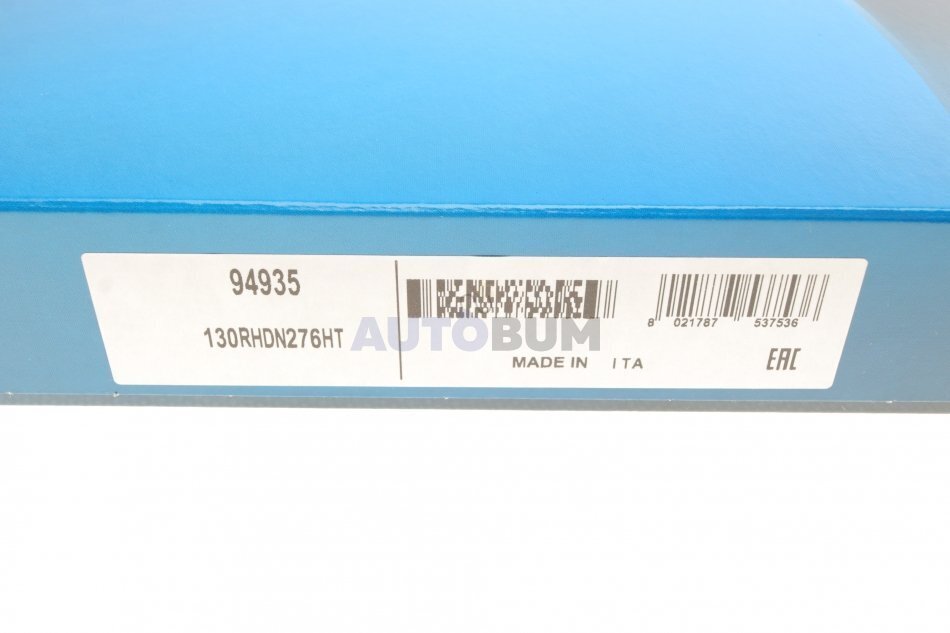 94935
130RHDN276HT
8 021787 537536
MADE IN ITA
EAC
AUTOBUM